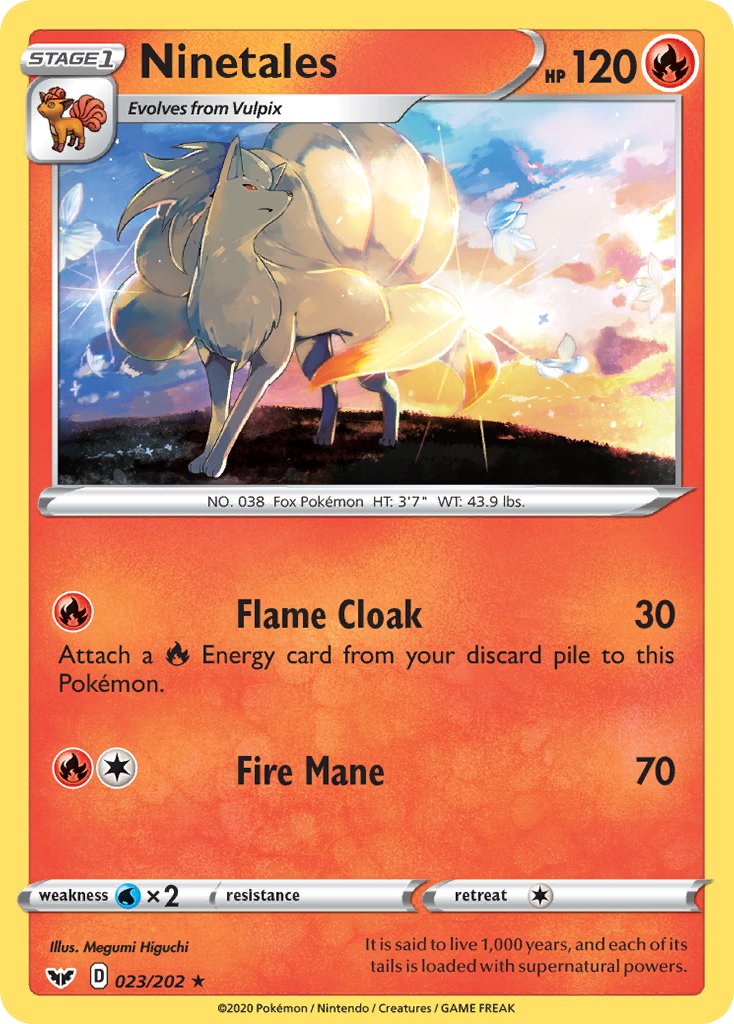 STAGE1
Ninetales
HP 120
Evolves from Vulpix
NO. 038 Fox Pokémon HT: 3'7" WT: 43.9 lbs.
Flame Cloak 30
Attach a Energy card from your discard pile to this
Pokémon.
Fire Mane 70
weakness ×2 resistance retreat
Illus. Megumi Higuchi
It is said to live 1,000 years, and each of its
tails is loaded with supernatural powers.
D 023/202 ★
©2020 Pokémon / Nintendo / Creatures / GAME FREAK